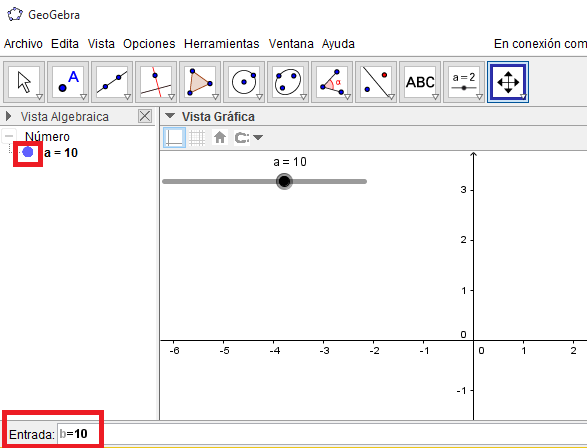 GeoGebra
Archivo Edita Vista Opciones Herramientas Ventana Ayuda En conexión com
A
α
ABC
a = 2
Vista Algebraica
Vista Gráfica
Número
a = 10
a = 10
3
2
1
0
-6 -5 -4 -3 -2 -1 0 1 2
-1
Entrada: b=10